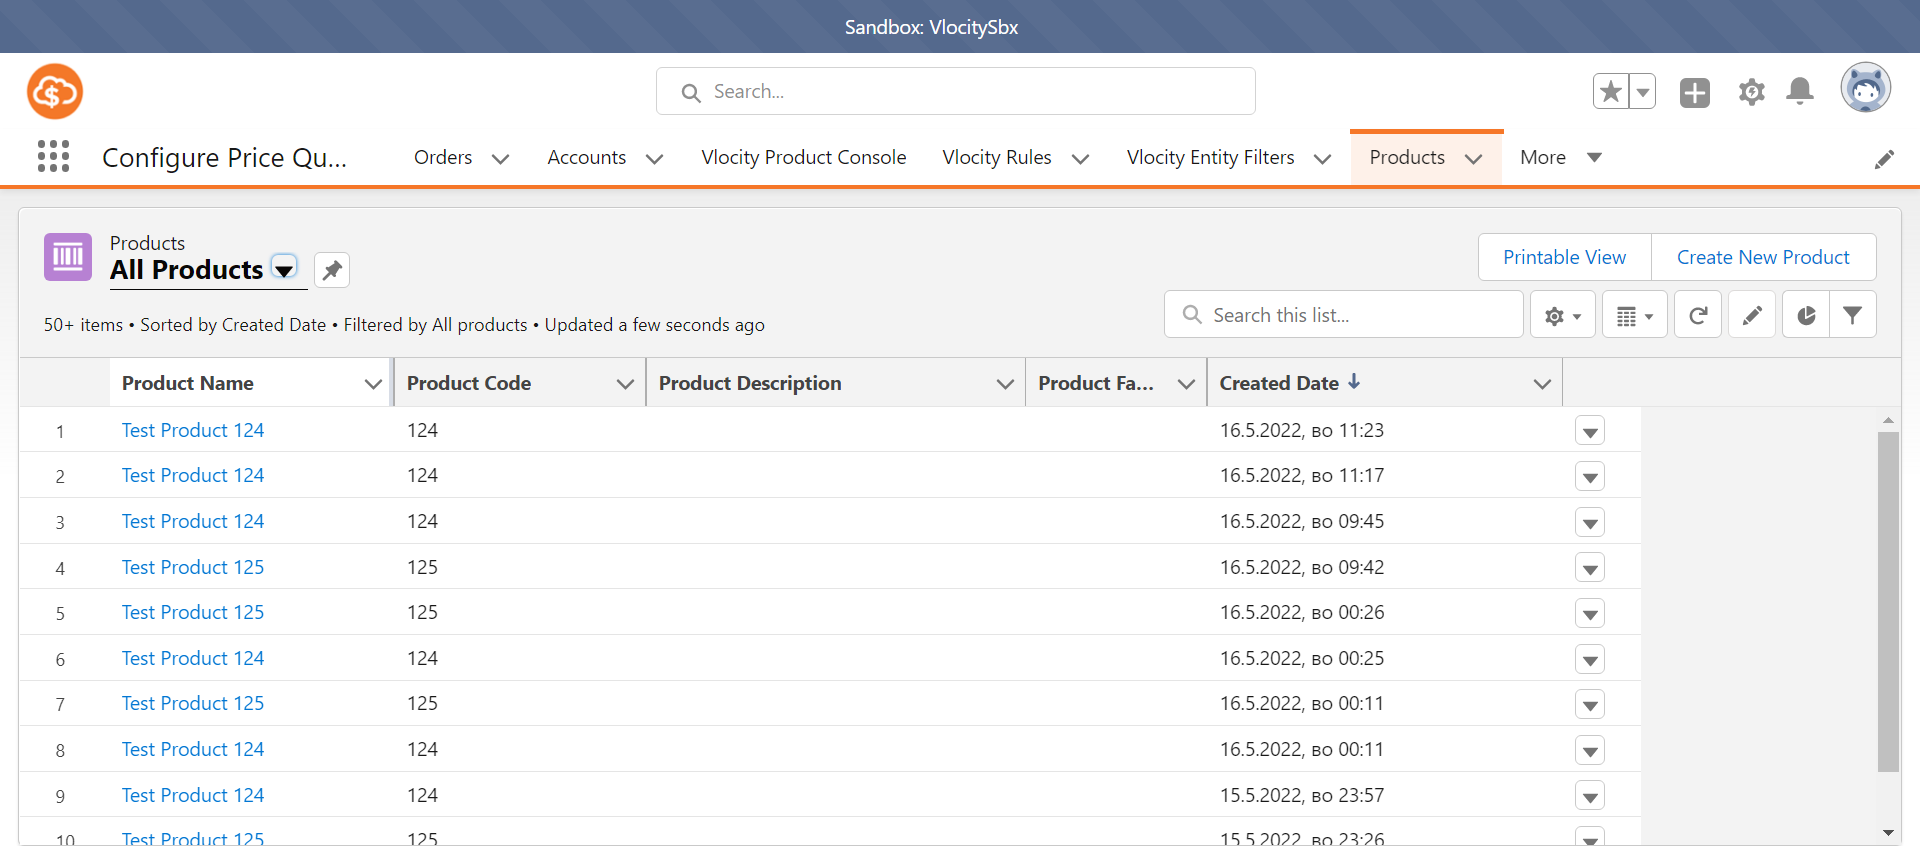 Sandbox: VlocitySbx
Search...
Configure Price Qu...
Orders
Accounts
Vlocity Product Console
Vlocity Rules
Vlocity Entity Filters
Products
More
Products
All Products
Printable View
Create New Product
50+ items • Sorted by Created Date • Filtered by All products • Updated a few seconds ago
Search this list...
Product Name Product Code Product Description Product Fa... Created Date
1 Test Product 124 124 16.5.2022, во 11:23
2 Test Product 124 124 16.5.2022, во 11:17
3 Test Product 124 124 16.5.2022, во 09:45
4 Test Product 125 125 16.5.2022, во 09:42
5 Test Product 125 125 16.5.2022, во 00:26
6 Test Product 124 124 16.5.2022, во 00:25
7 Test Product 125 125 16.5.2022, во 00:11
8 Test Product 124 124 16.5.2022, во 00:11
9 Test Product 124 124 15.5.2022, во 23:57
10 Test Product 125 125 15.5.2022, во 23:26